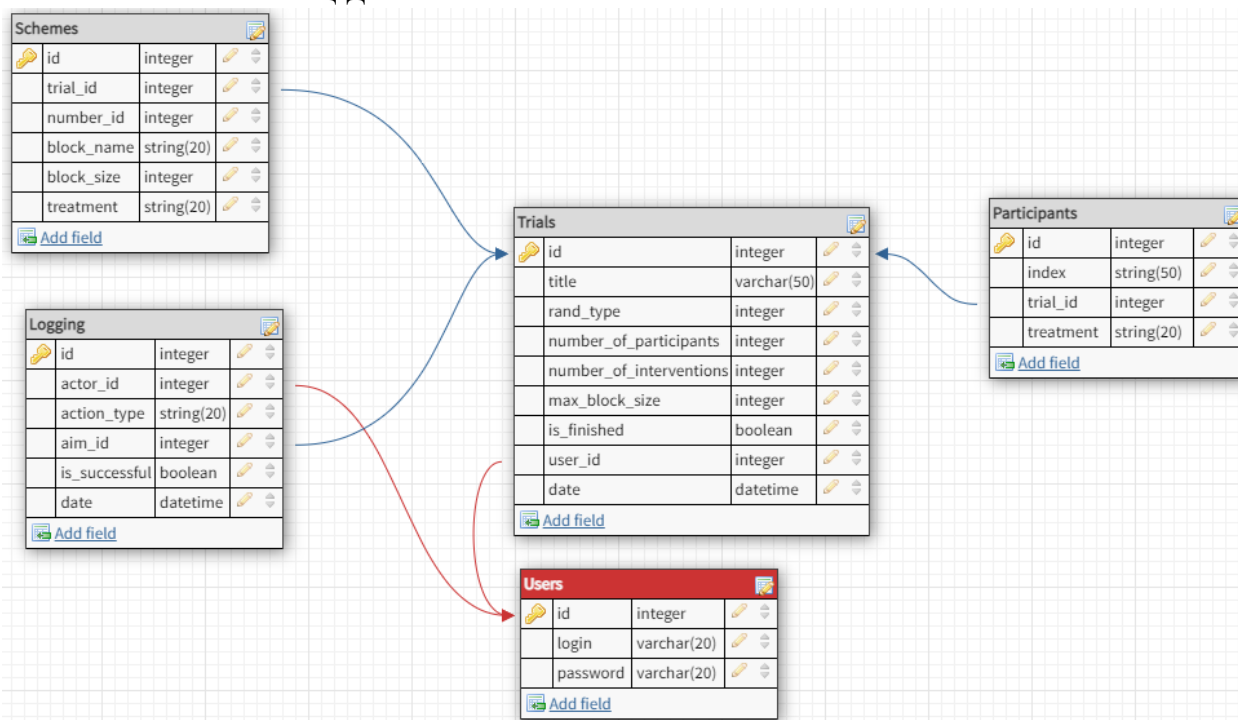 Schemes
id integer
trial_id integer
number_id integer
block_name string(20)
block_size integer
treatment string(20)
Add field
Logging
id integer
actor_id integer
action_type string(20)
aim_id integer
is_successful boolean
date datetime
Add field
Trials
id integer
title varchar(50)
rand_type integer
number_of_participants integer
number_of_interventions integer
max_block_size integer
is_finished boolean
user_id integer
date datetime
Add field
Users
id integer
login varchar(20)
password varchar(20)
Add field
Participants
id integer
index string(50)
trial_id integer
treatment string(20)
Add field